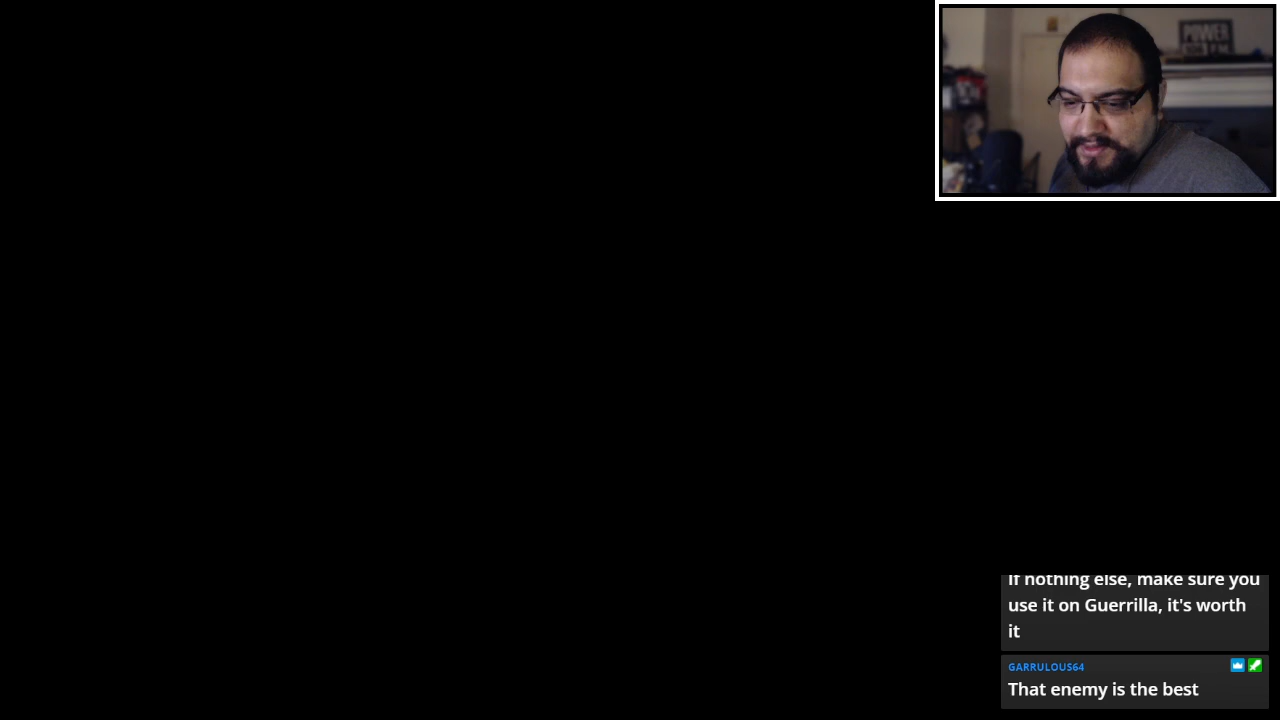 POWER
If nothing else, make sure you
use it on Guerrilla, it's worth
it
GARRULOUS64
That enemy is the best